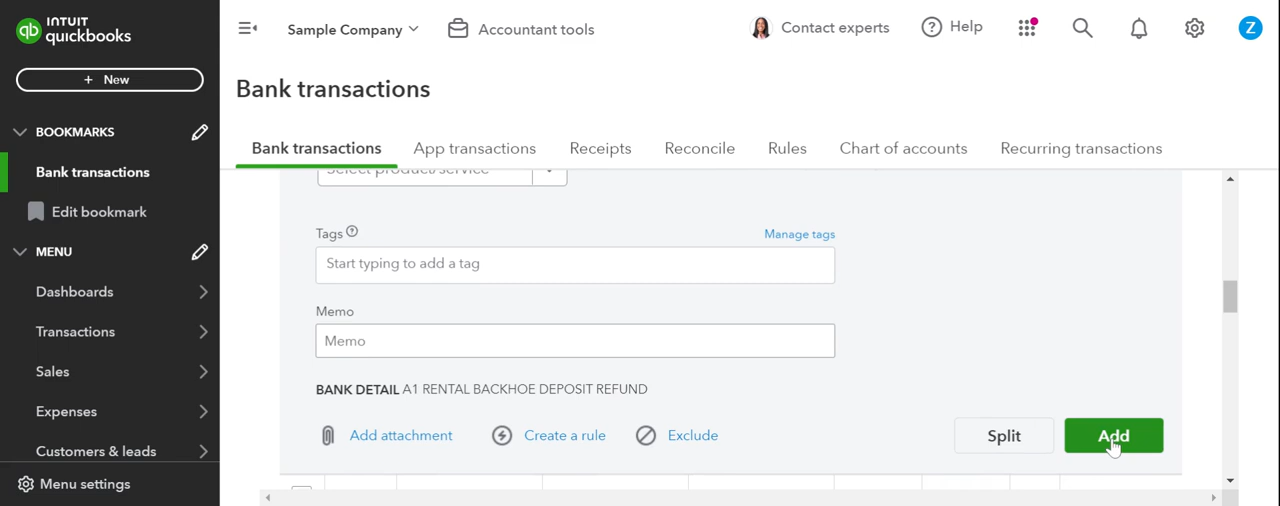 INTUIT
quickbooks
Sample Company
Accountant tools
Contact experts
Help
Z
+ New
Bank transactions
BOOKMARKS
Bank transactions
App transactions
Receipts
Reconcile
Rules
Chart of accounts
Recurring transactions
Bank transactions
Select product/service
Edit bookmark
Tags
Manage tags
MENU
Start typing to add a tag
Dashboards
Memo
Transactions
Memo
Sales
BANK DETAIL A1 RENTAL BACKHOE DEPOSIT REFUND
Expenses
Add attachment
Create a rule
Exclude
Split
Add
Customers & leads
Menu settings